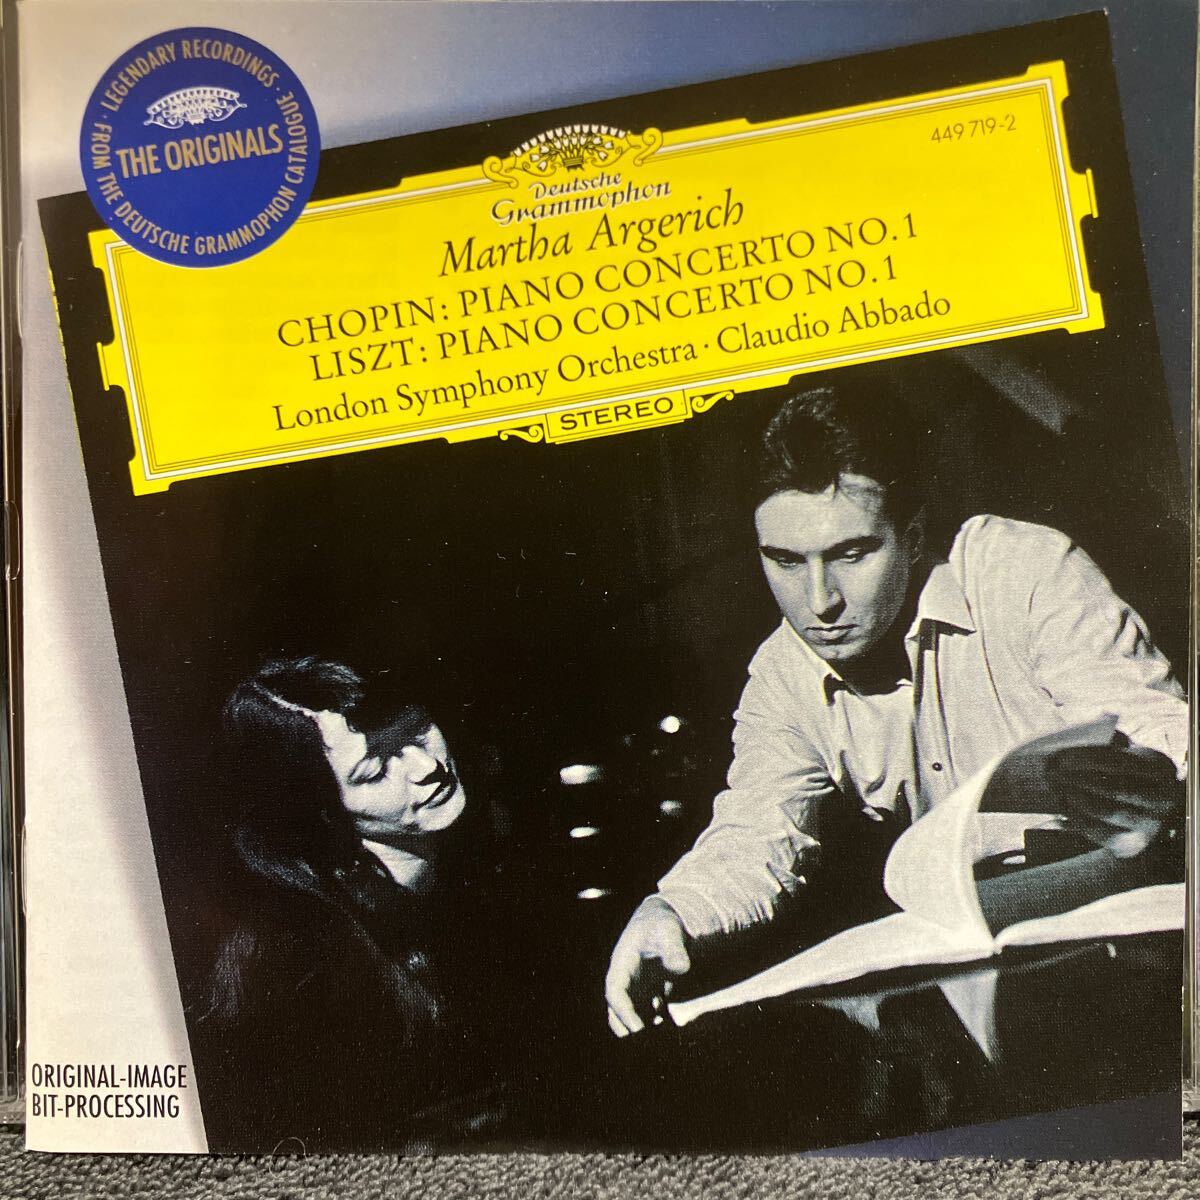 LEGENDARY RECORDINGS · FROM THE DEUTSCHE GRAMMOPHON CATALOGUE ·
THE ORIGINALS
449 719-2
Deutsche
Grammophon
Martha Argerich
CHOPIN: PIANO CONCERTO NO. 1
LISZT: PIANO CONCERTO NO. 1
London Symphony Orchestra · Claudio Abbado
STEREO
ORIGINAL-IMAGE
BIT-PROCESSING